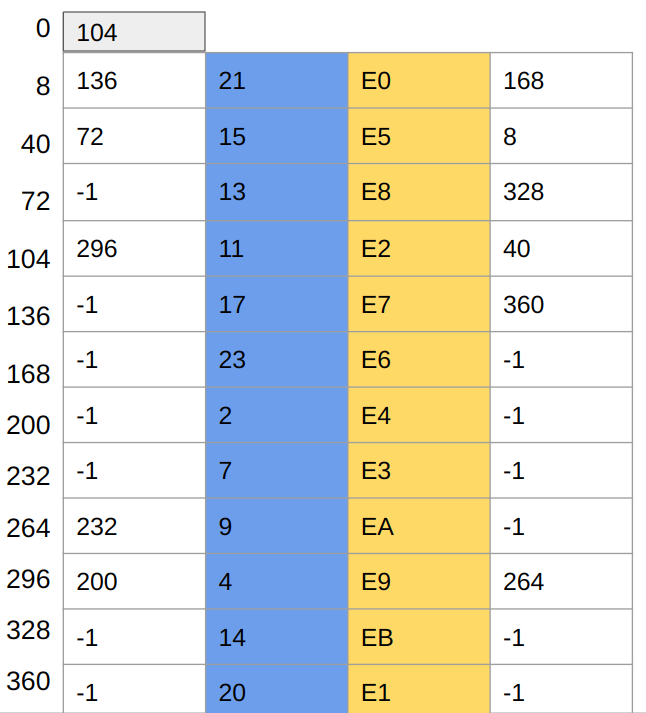 0 104
8 136 21 E0 168
40 72 15 E5 8
72 -1 13 E8 328
104 296 11 E2 40
136 -1 17 E7 360
168 -1 23 E6 -1
200 -1 2 E4 -1
232 -1 7 E3 -1
264 232 9 EA -1
296 200 4 E9 264
328 -1 14 EB -1
360 -1 20 E1 -1